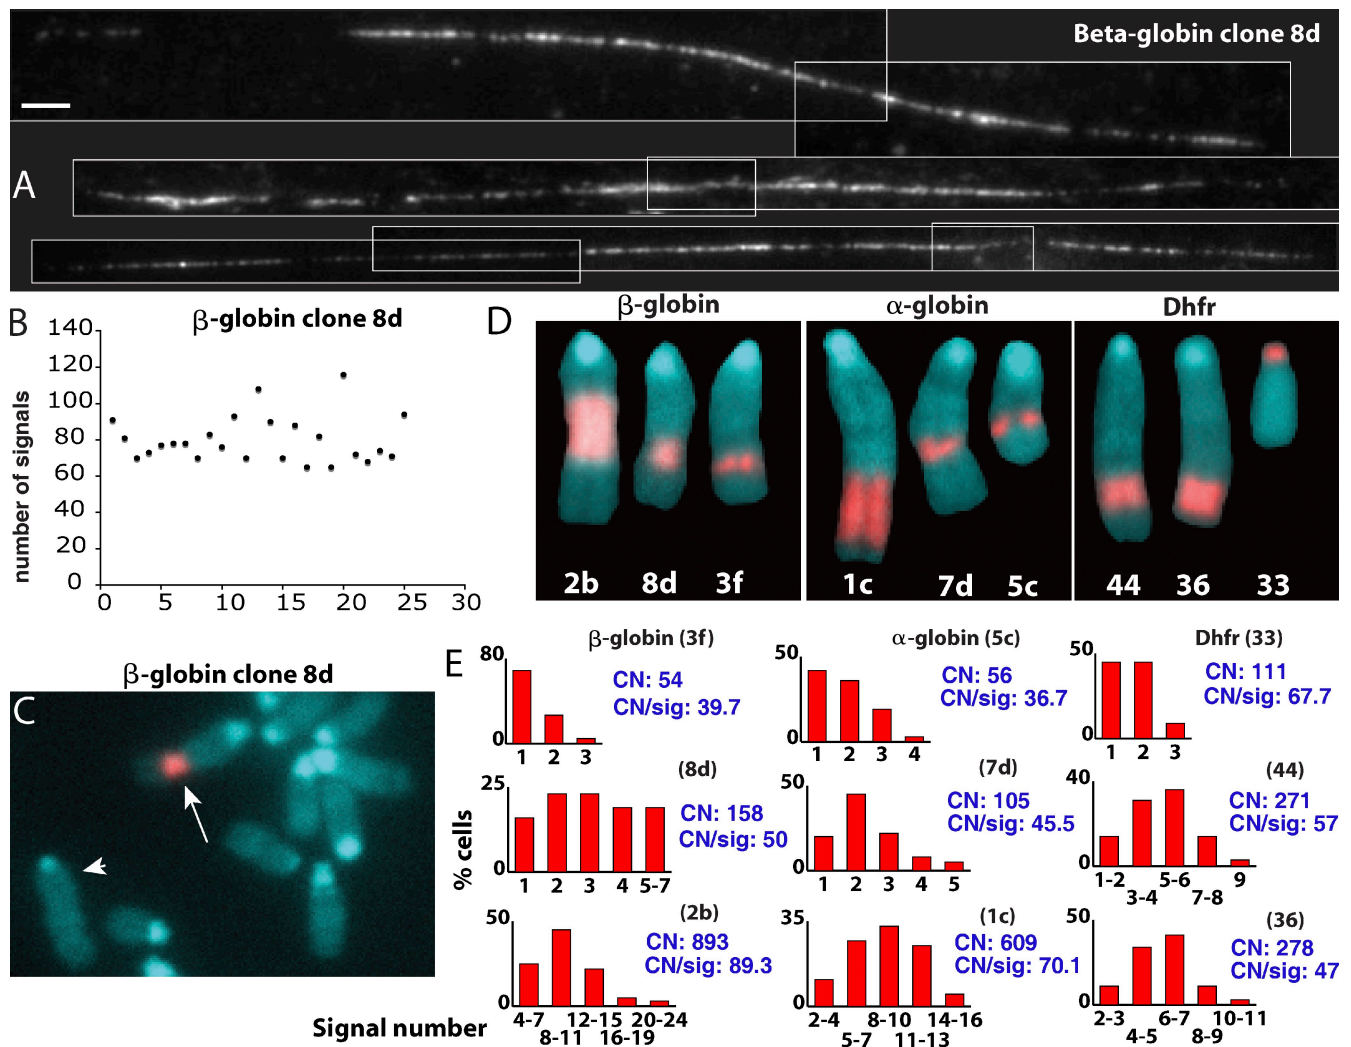 Beta-globin clone 8d
A
B
β-globin clone 8d
number of signals
140
120
100
80
60
40
20
0
0 5 10 15 20 25 30
C
β-globin clone 8d
D
β-globin
2b 8d 3f
α-globin
1c 7d 5c
Dhfr
44 36 33
E
% cells
Signal number
β-globin (3f)
80
0
CN: 54
CN/sig: 39.7
1 2 3
α-globin (5c)
50
0
CN: 56
CN/sig: 36.7
1 2 3 4
Dhfr (33)
50
0
CN: 111
CN/sig: 67.7
1 2 3
(8d)
25
0
CN: 158
CN/sig: 50
1 2 3 4 5-7
(7d)
50
0
CN: 105
CN/sig: 45.5
1 2 3 4 5
(44)
40
0
CN: 271
CN/sig: 57
1-2 3-4 5-6 7-8 9
(2b)
50
0
CN: 893
CN/sig: 89.3
4-7 8-11 12-15 16-19 20-24
(1c)
35
0
CN: 609
CN/sig: 70.1
2-4 5-7 8-10 11-13 14-16
(36)
50
0
CN: 278
CN/sig: 47
2-3 4-5 6-7 8-9 10-11